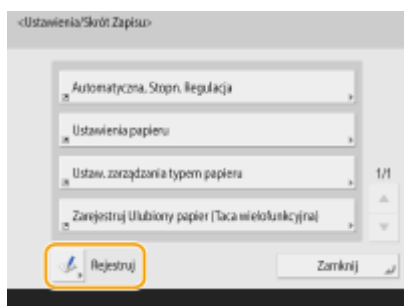 <Ustawienia/Skrót Zapisu>
Automatyczna. Stopn. Regulacja
Ustawienia papieru
Ustaw. zarządzania typem papieru
1/1
Zarejestruj Ulubiony papier (Taca wielofunkcyjna)
Rejestruj
Zamknij